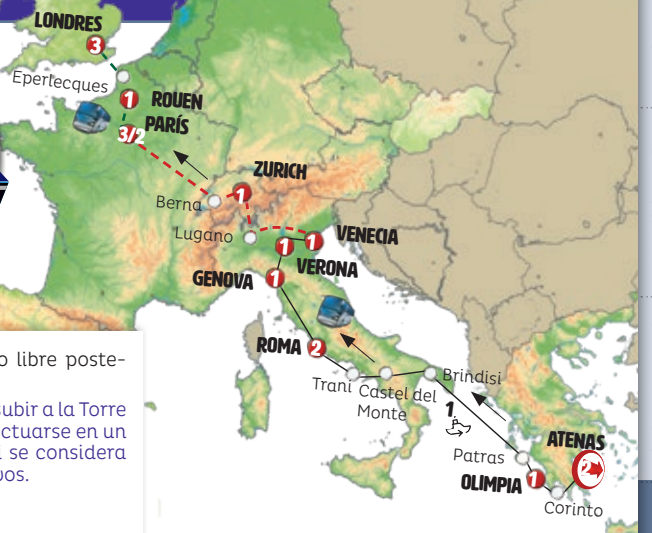 LONDRES
3
Eperlecques
1
ROUEN
PARÍS
3/2
ZURICH
1
Berna
Lugano
VENECIA
1
1
VERONA
GENOVA
1
ROMA
2
Trani
Castel del
Monte
Brindisi
1
Patras
ATENAS
2
OLIMPIA
1
Corinto
o libre poste-
subir a la Torre
ctuarse en un
se considera
uos.